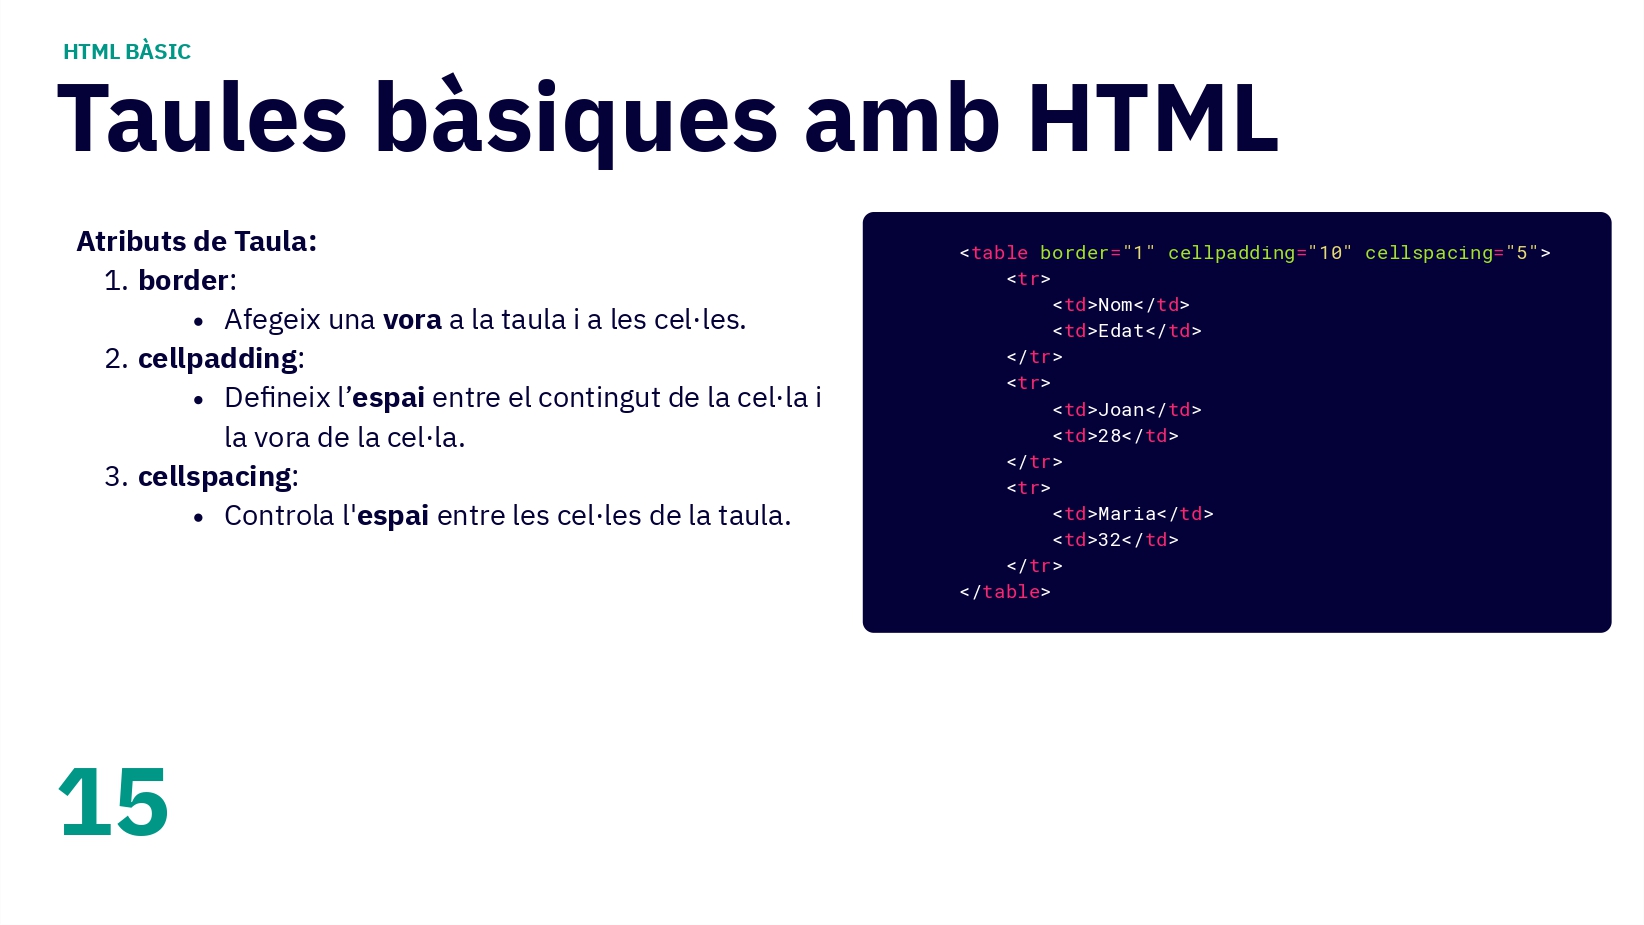 HTML BÀSIC
Taules bàsiques amb HTML
Atributs de Taula:
1. border:
• Afegeix una vora a la taula i a les cel·les.
2. cellpadding:
• Defineix l’espai entre el contingut de la cel·la i
la vora de la cel·la.
3. cellspacing:
• Controla l'espai entre les cel·les de la taula.
<table border="1" cellpadding="10" cellspacing="5">
    <tr>
        <td>Nom</td>
        <td>Edat</td>
    </tr>
    <tr>
        <td>Joan</td>
        <td>28</td>
    </tr>
    <tr>
        <td>Maria</td>
        <td>32</td>
    </tr>
</table>
15